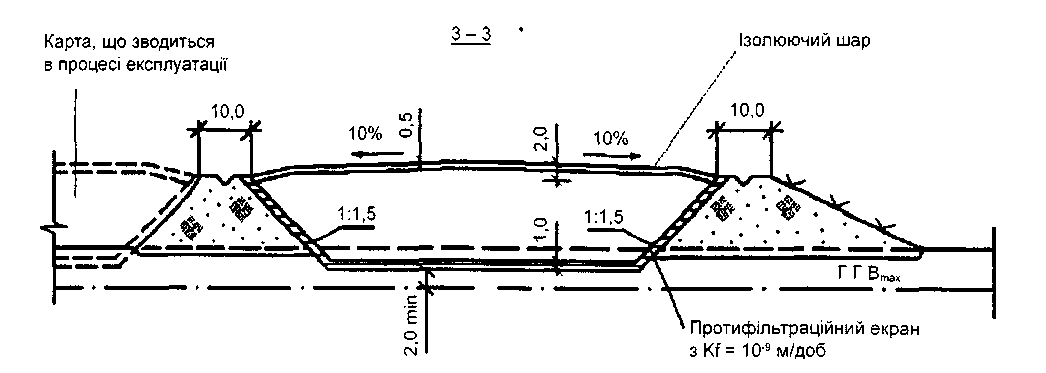 Карта, що зводиться
в процесі експлуатації
3 – 3
Ізолюючий шар
10,0
10%
0,5
2,0
10%
10,0
1:1,5
1:1,5
1,0
Г Г Вmax
2,0 min
Протифільтраційний екран
з Kf = 10⁻⁹ м/доб